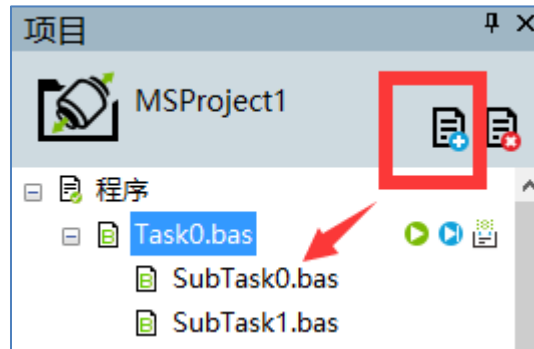 项目
MSProject1
程序
Task0.bas
SubTask0.bas
SubTask1.bas